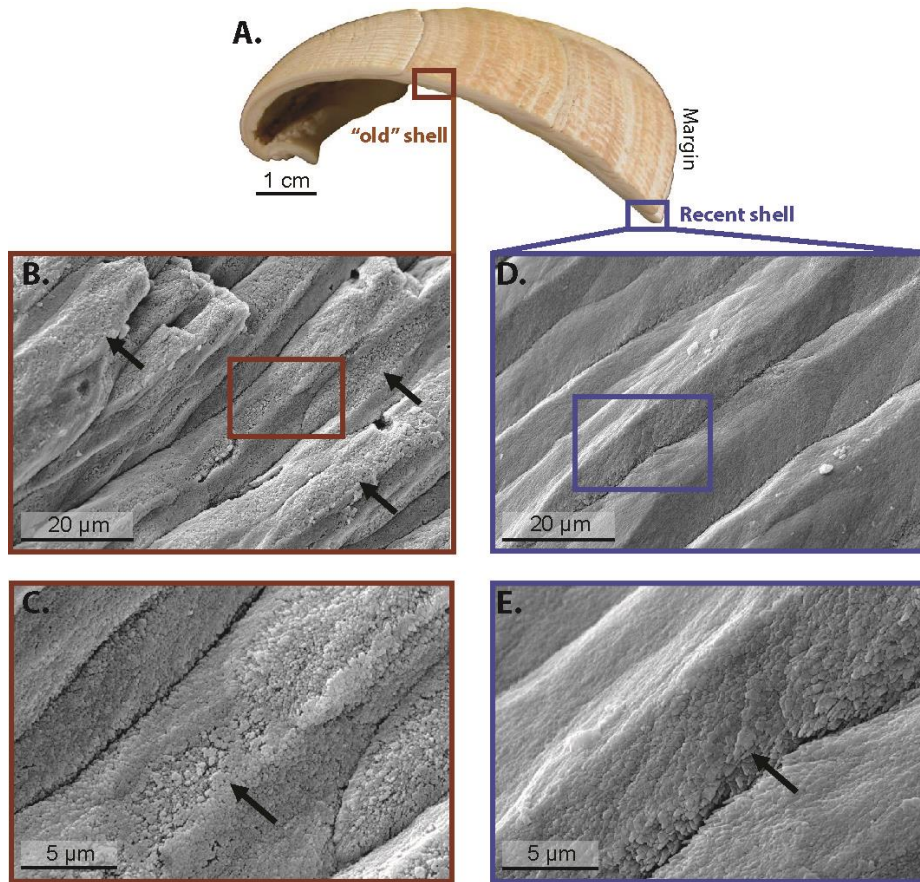 A.
"old" shell
Margin
1 cm
Recent shell
B.
D.
20 µm
20 µm
C.
E.
5 µm
5 µm